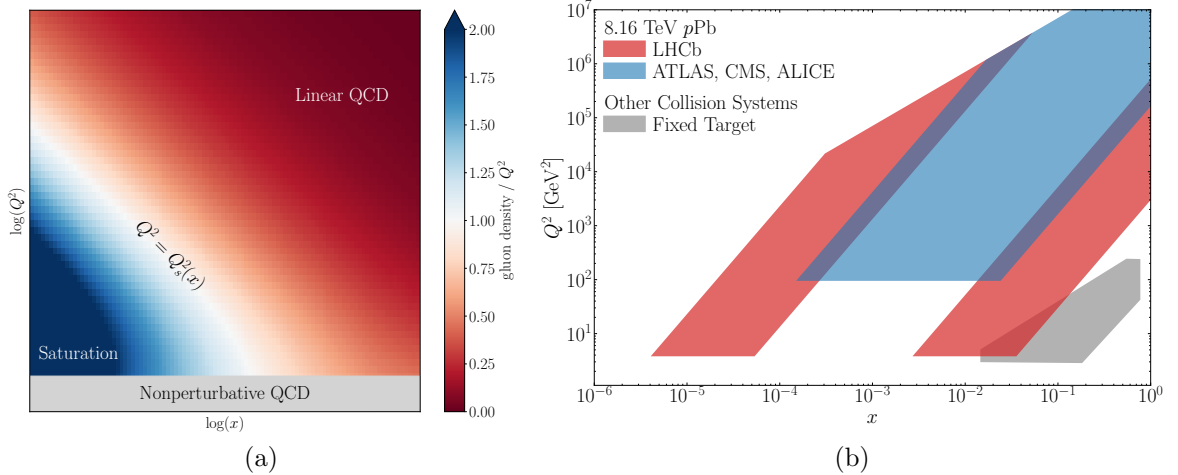 Linear QCD
Q² = Q²ₛ(x)
Saturation
Nonperturbative QCD
log(x)
log(Q²)
2.00
1.75
1.50
1.25
1.00
0.75
0.50
0.25
0.00
gluon density / Q²
(a)
8.16 TeV pPb
LHCb
ATLAS, CMS, ALICE
Other Collision Systems
Fixed Target
10⁷
10⁶
10⁵
10⁴
10³
10²
10¹
Q² [GeV²]
10⁻⁶ 10⁻⁵ 10⁻⁴ 10⁻³ 10⁻² 10⁻¹ 10⁰
x
(b)